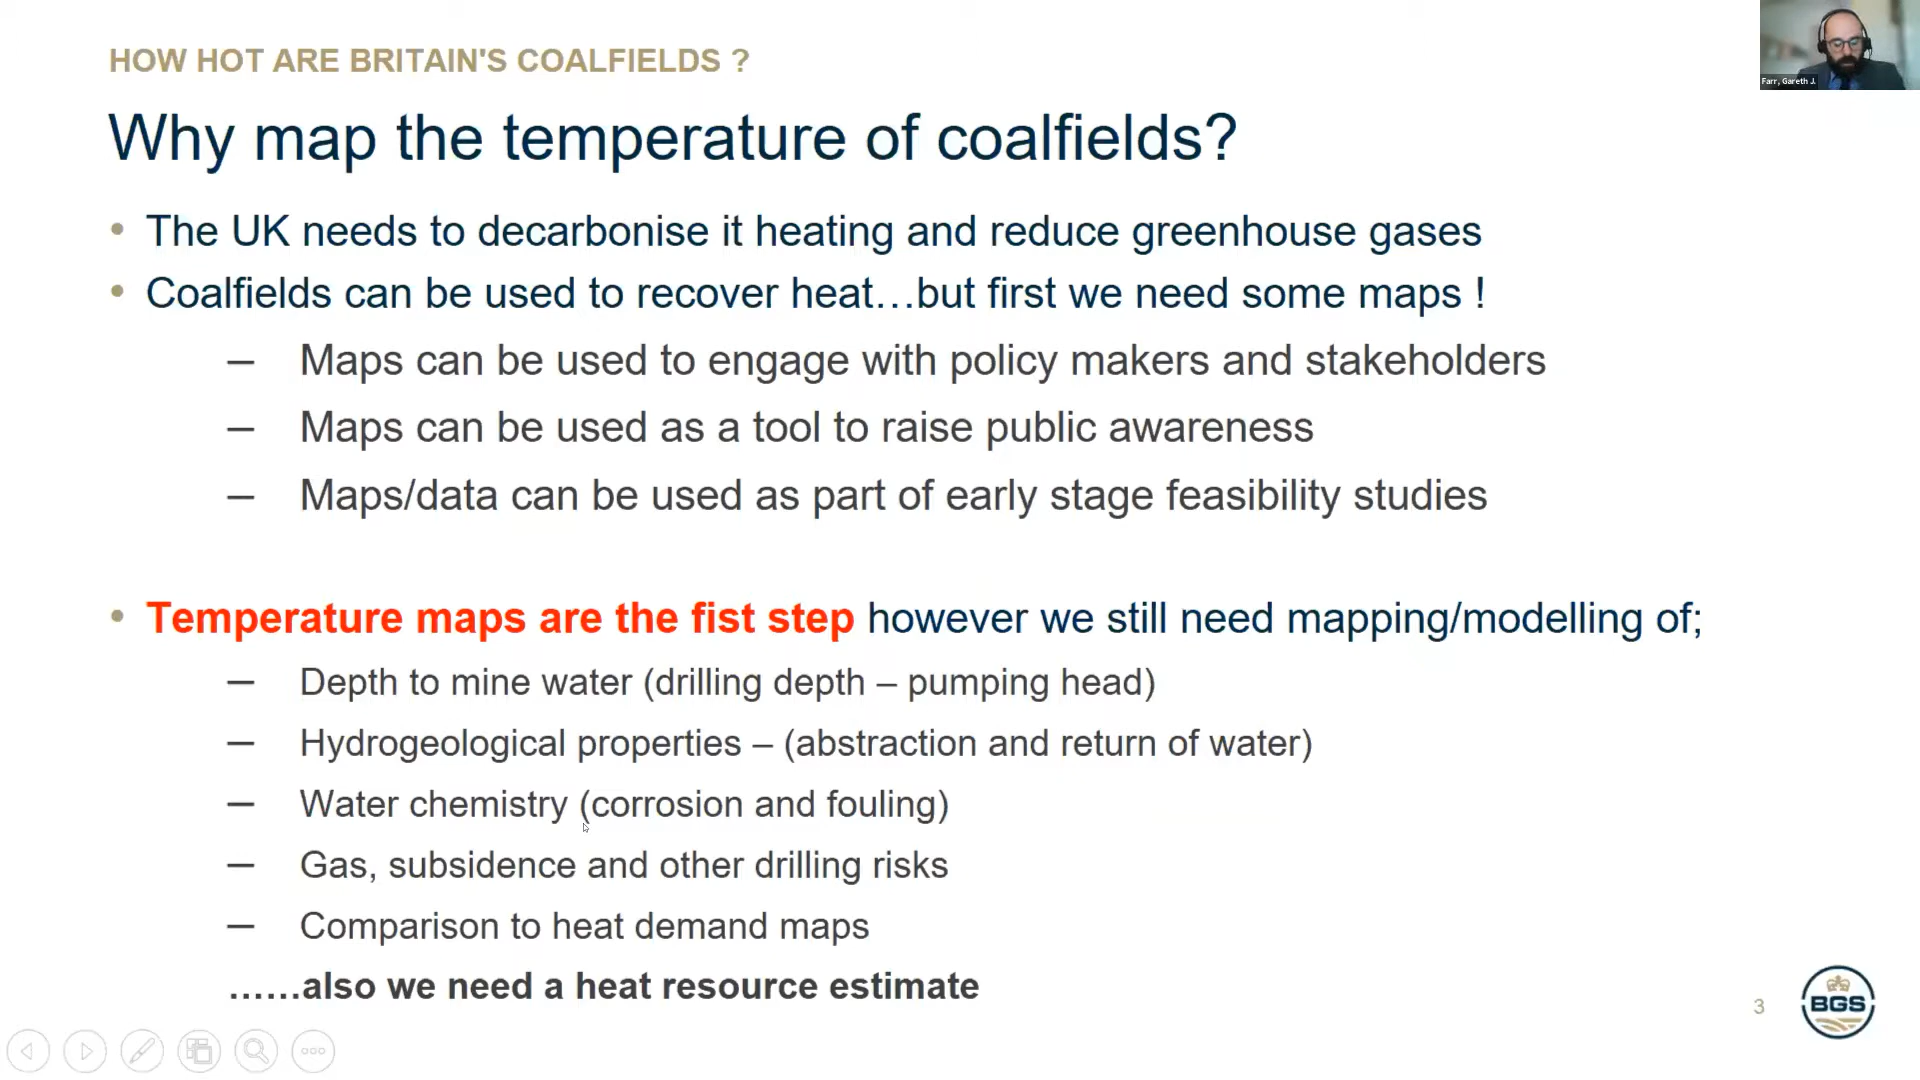 HOW HOT ARE BRITAIN'S COALFIELDS ?
Farr, Gareth J.
Why map the temperature of coalfields?
• The UK needs to decarbonise it heating and reduce greenhouse gases
• Coalfields can be used to recover heat…but first we need some maps !
– Maps can be used to engage with policy makers and stakeholders
– Maps can be used as a tool to raise public awareness
– Maps/data can be used as part of early stage feasibility studies
• Temperature maps are the fist step however we still need mapping/modelling of;
– Depth to mine water (drilling depth – pumping head)
– Hydrogeological properties – (abstraction and return of water)
– Water chemistry (corrosion and fouling)
– Gas, subsidence and other drilling risks
– Comparison to heat demand maps
……also we need a heat resource estimate
3
BGS